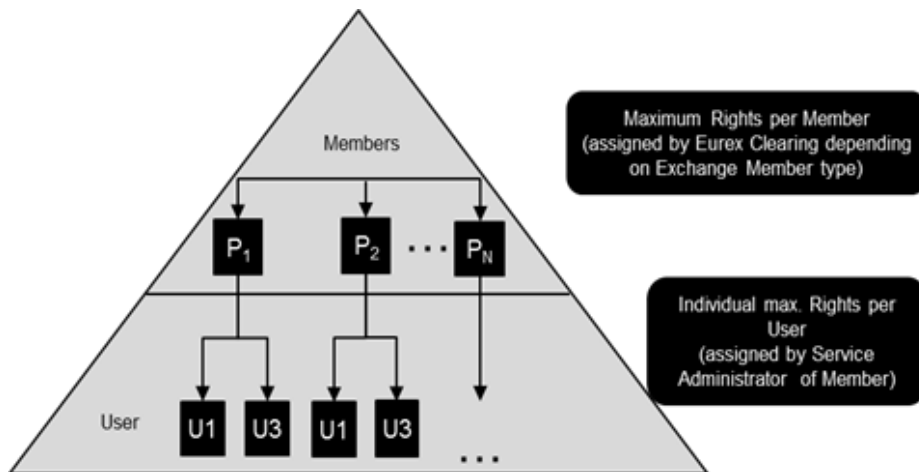 Members
P1
P2
...
PN
Maximum Rights per Member
(assigned by Eurex Clearing depending
on Exchange Member type)
User
U1
U3
U1
U3
...
Individual max. Rights per
User
(assigned by Service
Administrator of Member)